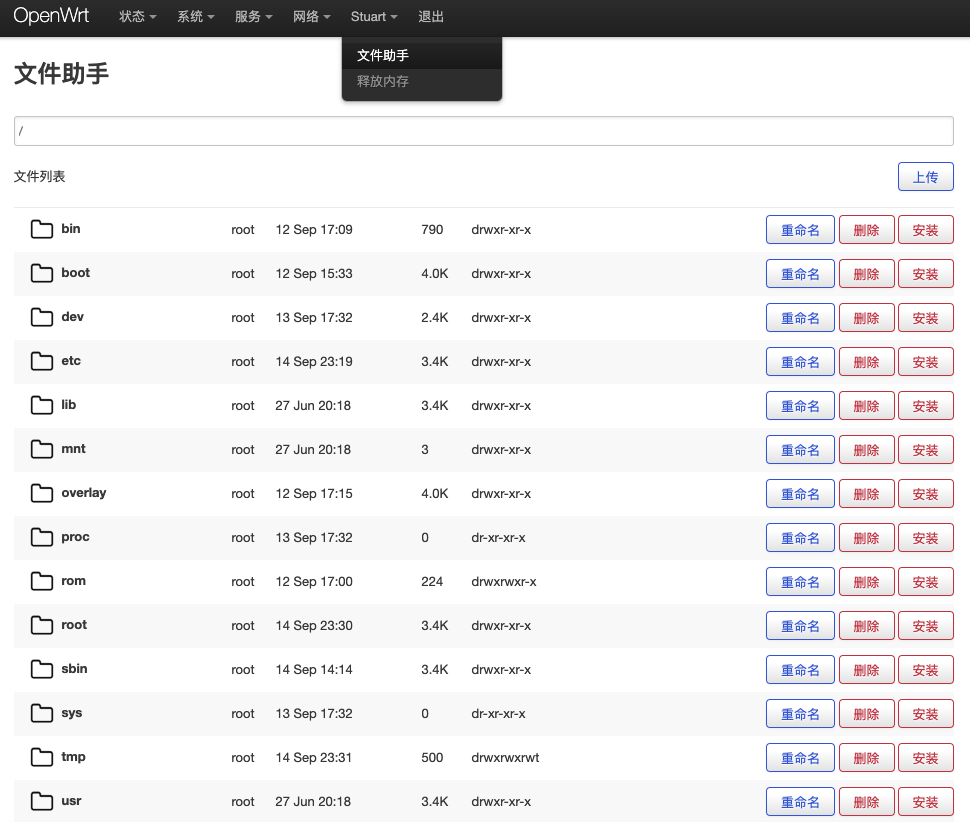 OpenWrt 状态 系统 服务 网络 Stuart 退出
文件助手
释放内存
文件助手
/
文件列表 上传
bin root 12 Sep 17:09 790 drwxr-xr-x 重命名 删除 安装
boot root 12 Sep 15:33 4.0K drwxr-xr-x 重命名 删除 安装
dev root 13 Sep 17:32 2.4K drwxr-xr-x 重命名 删除 安装
etc root 14 Sep 23:19 3.4K drwxr-xr-x 重命名 删除 安装
lib root 27 Jun 20:18 3.4K drwxr-xr-x 重命名 删除 安装
mnt root 27 Jun 20:18 3 drwxr-xr-x 重命名 删除 安装
overlay root 12 Sep 17:15 4.0K drwxr-xr-x 重命名 删除 安装
proc root 13 Sep 17:32 0 dr-xr-xr-x 重命名 删除 安装
rom root 12 Sep 17:00 224 drwxrwxr-x 重命名 删除 安装
root root 14 Sep 23:30 3.4K drwxr-xr-x 重命名 删除 安装
sbin root 14 Sep 14:14 3.4K drwxr-xr-x 重命名 删除 安装
sys root 13 Sep 17:32 0 dr-xr-xr-x 重命名 删除 安装
tmp root 14 Sep 23:31 500 drwxrwxrwt 重命名 删除 安装
usr root 27 Jun 20:18 3.4K drwxr-xr-x 重命名 删除 安装